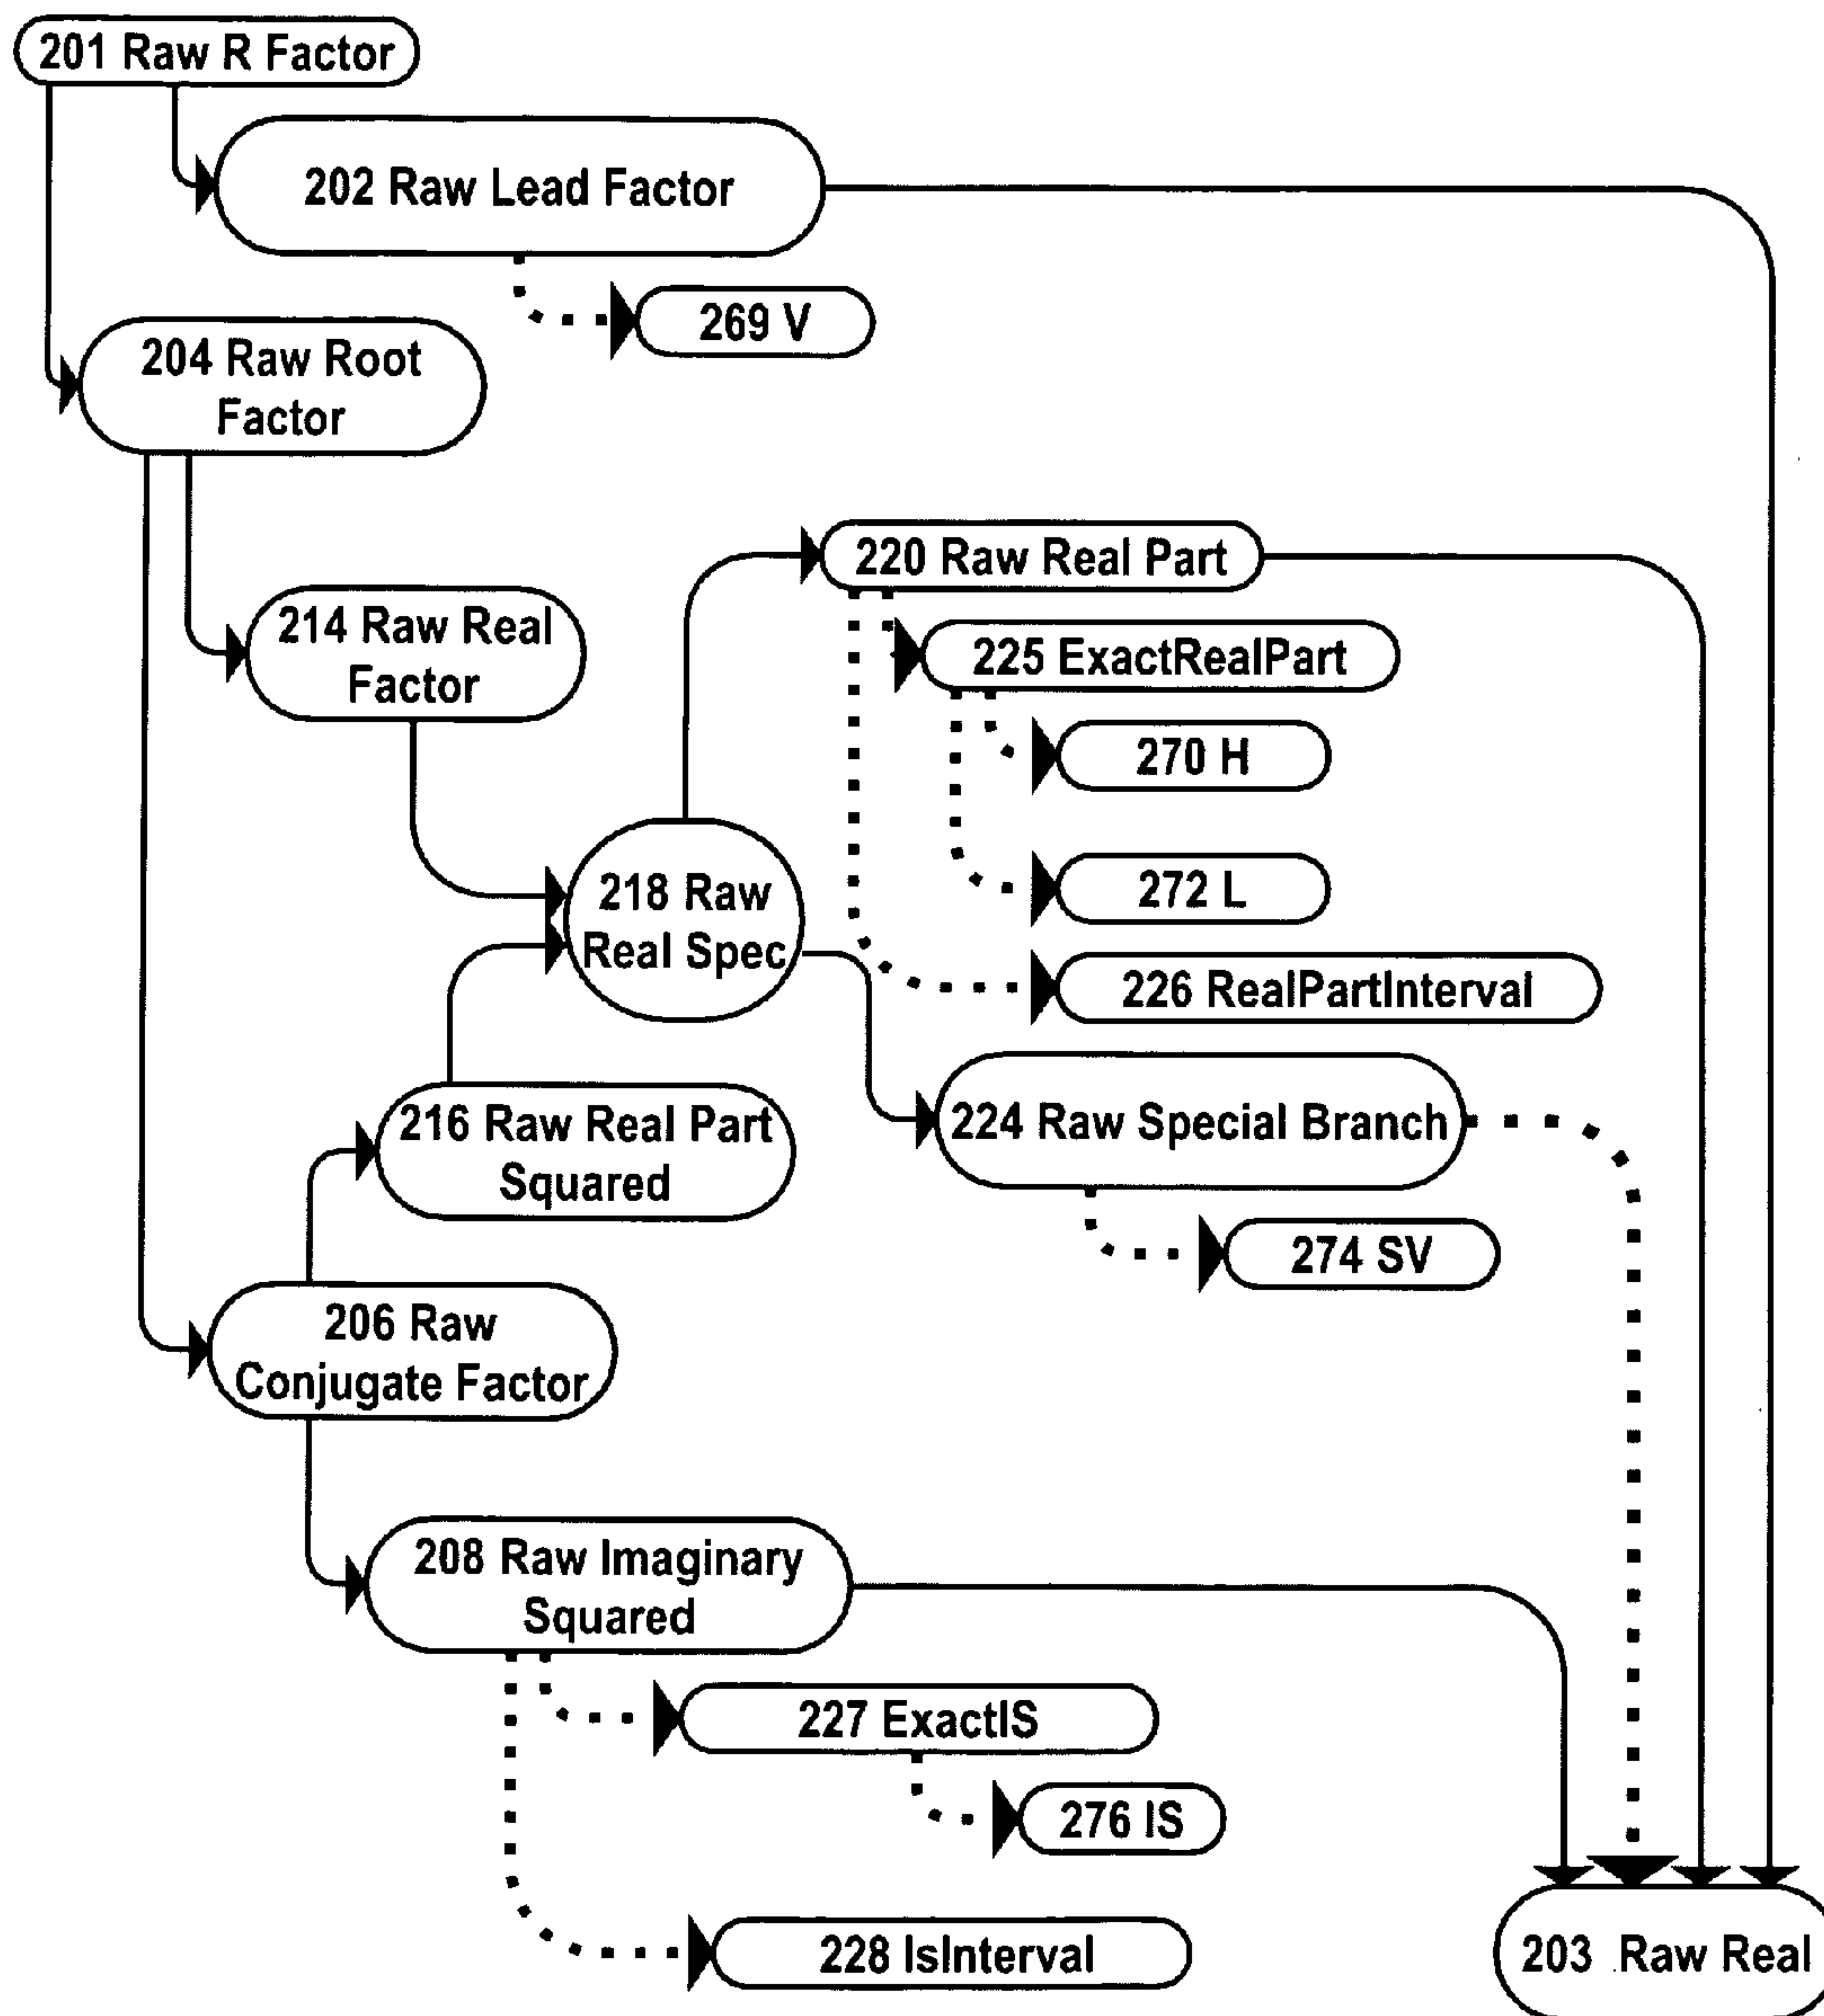 201 Raw R Factor
202 Raw Lead Factor
269 V
204 Raw Root
Factor
220 Raw Real Part
214 Raw Real
Factor
225 ExactRealPart
270 H
218 Raw
Real Spec
272 L
226 RealPartInterval
216 Raw Real Part
Squared
224 Raw Special Branch
274 SV
206 Raw
Conjugate Factor
208 Raw Imaginary
Squared
227 ExactIS
276 IS
228 IsInterval
203 Raw Real